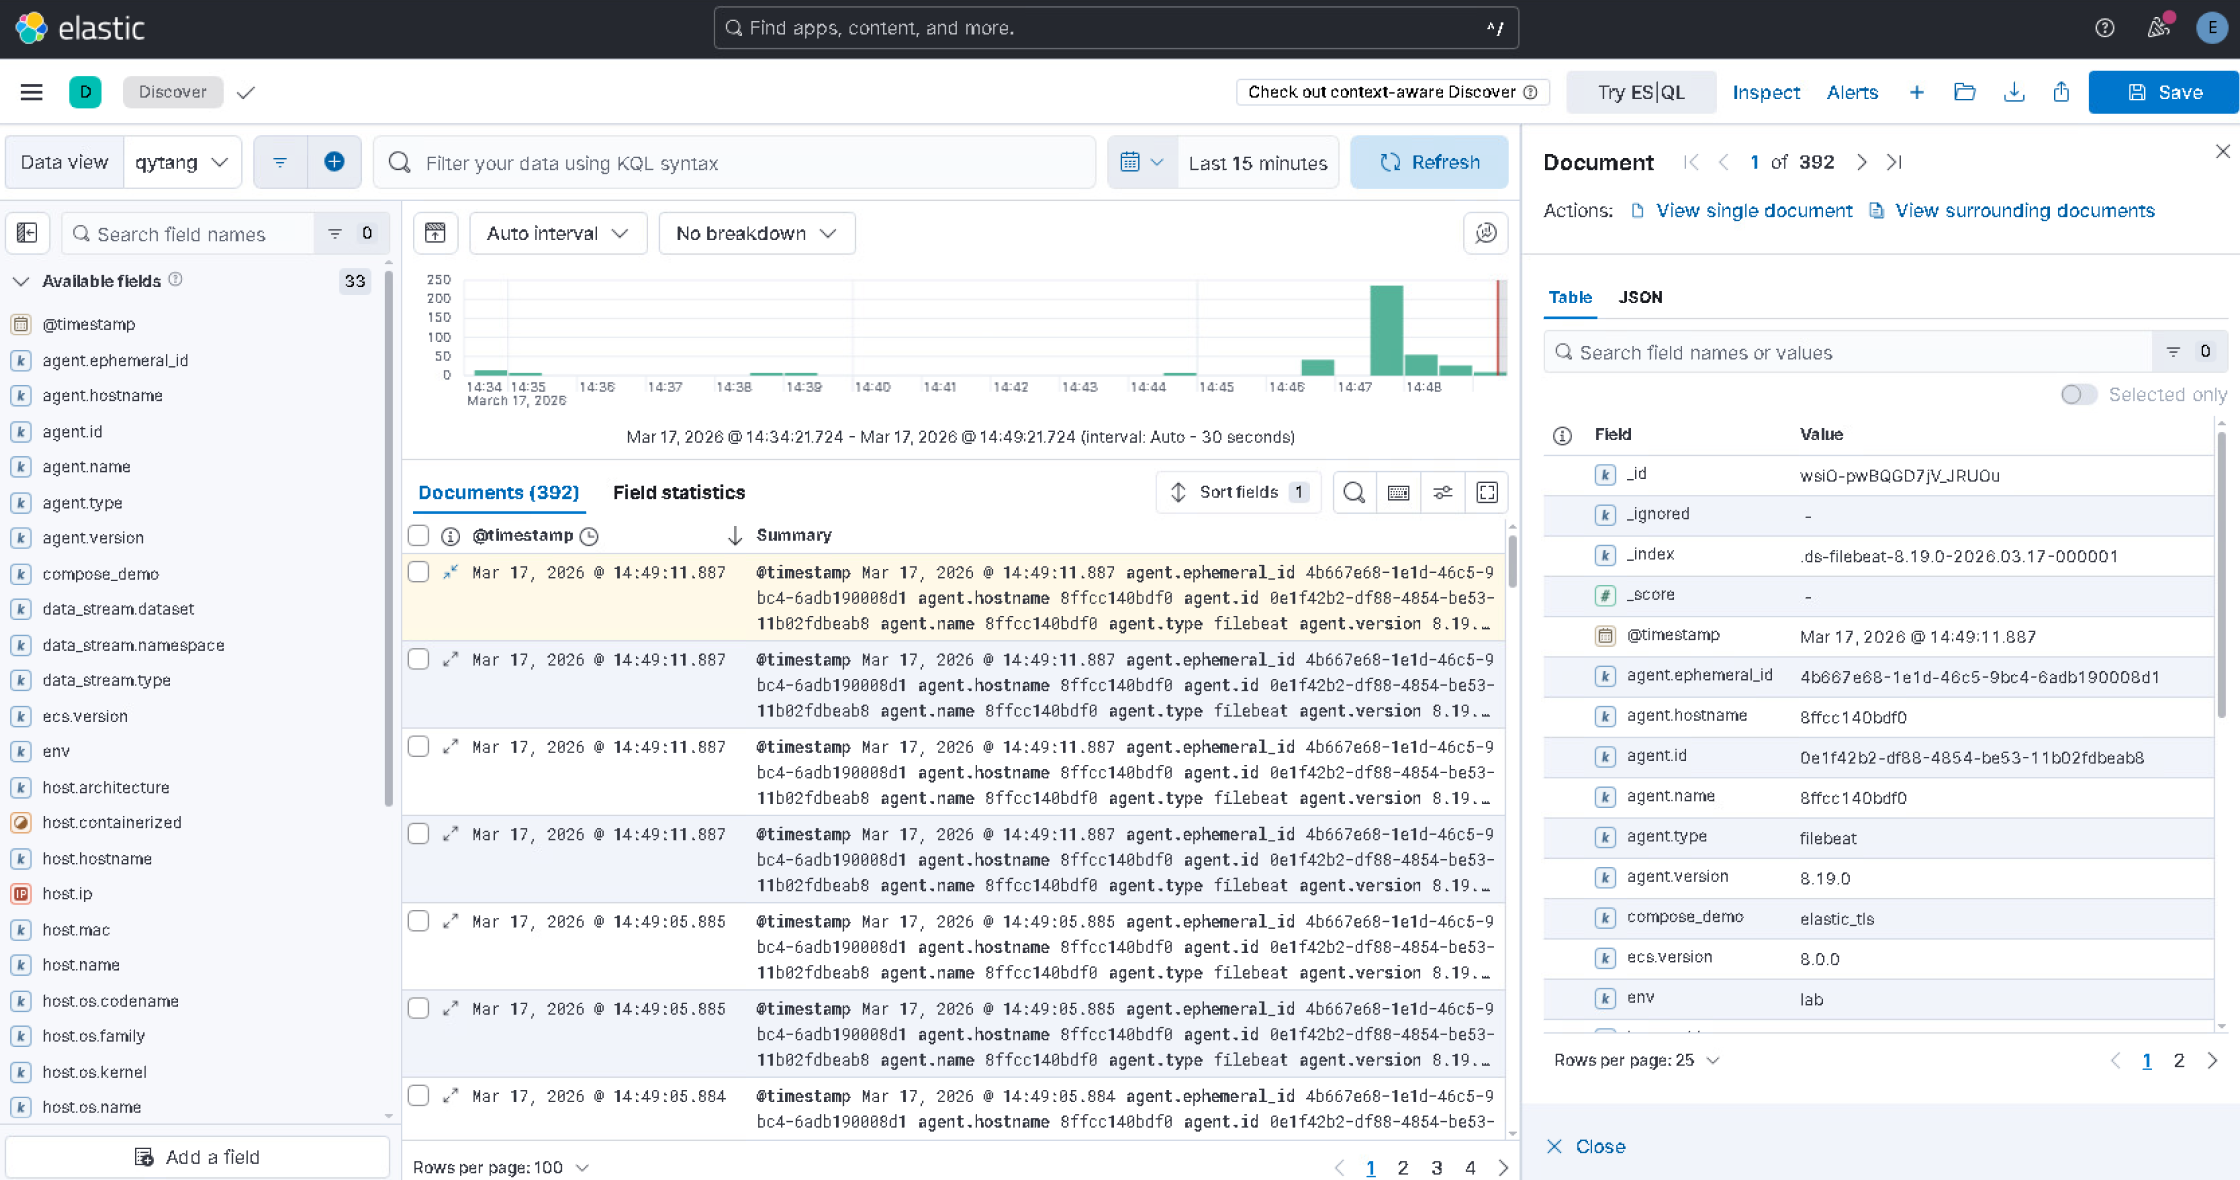 elastic
Find apps, content, and more.
^/
E
D
Discover
Check out context-aware Discover
Try ES|QL
Inspect
Alerts
Save
Data view
qytang
Filter your data using KQL syntax
Last 15 minutes
Refresh
Search field names
0
Available fields
33
@timestamp
agent.ephemeral_id
agent.hostname
agent.id
agent.name
agent.type
agent.version
compose_demo
data_stream.dataset
data_stream.namespace
data_stream.type
ecs.version
env
host.architecture
host.containerized
host.hostname
host.ip
host.mac
host.name
host.os.codename
host.os.family
host.os.kernel
host.os.name
Add a field
Auto interval
No breakdown
250
200
150
100
50
0
14:34 14:35 14:36 14:37 14:38 14:39 14:40 14:41 14:42 14:43 14:44 14:45 14:46 14:47 14:48
March 17, 2026
Mar 17, 2026 @ 14:34:21.724 - Mar 17, 2026 @ 14:49:21.724 (interval: Auto - 30 seconds)
Documents (392)
Field statistics
Sort fields 1
@timestamp
Summary
Mar 17, 2026 @ 14:49:11.887 @timestamp Mar 17, 2026 @ 14:49:11.887 agent.ephemeral_id 4b667e68-1e1d-46c5-9
bc4-6adb190008d1 agent.hostname 8ffcc140bdf0 agent.id 0e1f42b2-df88-4854-be53-
11b02fdbeab8 agent.name 8ffcc140bdf0 agent.type filebeat agent.version 8.19.…
Mar 17, 2026 @ 14:49:11.887 @timestamp Mar 17, 2026 @ 14:49:11.887 agent.ephemeral_id 4b667e68-1e1d-46c5-9
bc4-6adb190008d1 agent.hostname 8ffcc140bdf0 agent.id 0e1f42b2-df88-4854-be53-
11b02fdbeab8 agent.name 8ffcc140bdf0 agent.type filebeat agent.version 8.19.…
Mar 17, 2026 @ 14:49:11.887 @timestamp Mar 17, 2026 @ 14:49:11.887 agent.ephemeral_id 4b667e68-1e1d-46c5-9
bc4-6adb190008d1 agent.hostname 8ffcc140bdf0 agent.id 0e1f42b2-df88-4854-be53-
11b02fdbeab8 agent.name 8ffcc140bdf0 agent.type filebeat agent.version 8.19.…
Mar 17, 2026 @ 14:49:11.887 @timestamp Mar 17, 2026 @ 14:49:11.887 agent.ephemeral_id 4b667e68-1e1d-46c5-9
bc4-6adb190008d1 agent.hostname 8ffcc140bdf0 agent.id 0e1f42b2-df88-4854-be53-
11b02fdbeab8 agent.name 8ffcc140bdf0 agent.type filebeat agent.version 8.19.…
Mar 17, 2026 @ 14:49:05.885 @timestamp Mar 17, 2026 @ 14:49:05.885 agent.ephemeral_id 4b667e68-1e1d-46c5-9
bc4-6adb190008d1 agent.hostname 8ffcc140bdf0 agent.id 0e1f42b2-df88-4854-be53-
11b02fdbeab8 agent.name 8ffcc140bdf0 agent.type filebeat agent.version 8.19.…
Mar 17, 2026 @ 14:49:05.885 @timestamp Mar 17, 2026 @ 14:49:05.885 agent.ephemeral_id 4b667e68-1e1d-46c5-9
bc4-6adb190008d1 agent.hostname 8ffcc140bdf0 agent.id 0e1f42b2-df88-4854-be53-
11b02fdbeab8 agent.name 8ffcc140bdf0 agent.type filebeat agent.version 8.19.…
Mar 17, 2026 @ 14:49:05.884 @timestamp Mar 17, 2026 @ 14:49:05.884 agent.ephemeral_id 4b667e68-1e1d-46c5-9
bc4-6adb190008d1 agent.hostname 8ffcc140bdf0 agent.id 0e1f42b2-df88-4854-be53-
Rows per page: 100
1 2 3 4
Document
1 of 392
Actions:
View single document
View surrounding documents
Table
JSON
Search field names or values
0
Selected only
Field Value
_id wsiO-pwBQGD7jV_JRU0u
_ignored -
_index .ds-filebeat-8.19.0-2026.03.17-000001
_score -
@timestamp Mar 17, 2026 @ 14:49:11.887
agent.ephemeral_id 4b667e68-1e1d-46c5-9bc4-6adb190008d1
agent.hostname 8ffcc140bdf0
agent.id 0e1f42b2-df88-4854-be53-11b02fdbeab8
agent.name 8ffcc140bdf0
agent.type filebeat
agent.version 8.19.0
compose_demo elastic_tls
ecs.version 8.0.0
env lab
Rows per page: 25
1 2
Close